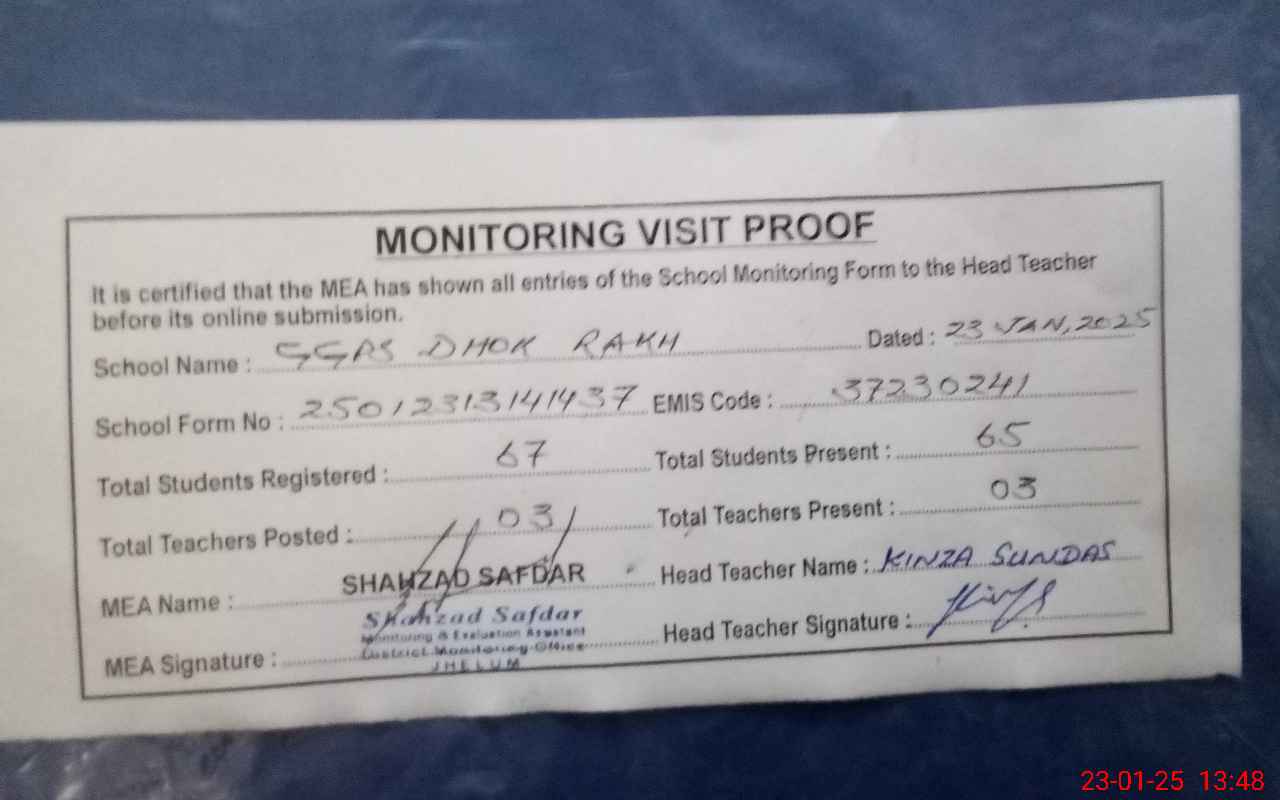 MONITORING VISIT PROOF
It is certified that the MEA has shown all entries of the School Monitoring Form to the Head Teacher
before its online submission.
School Name : GGPS DHOK RAKH Dated : 23 JAN, 2025
School Form No : 25012313141437 EMIS Code : 37230241
Total Students Registered : 67 Total Students Present : 65
Total Teachers Posted : 03 Total Teachers Present : 03
MEA Name : SHAHZAD SAFDAR Head Teacher Name : KINZA SUNDAS
Shahzad Safdar
Monitoring & Evaluation Assistant
District Monitoring Office
JHELUM
MEA Signature : Head Teacher Signature :
23-01-25 13:48